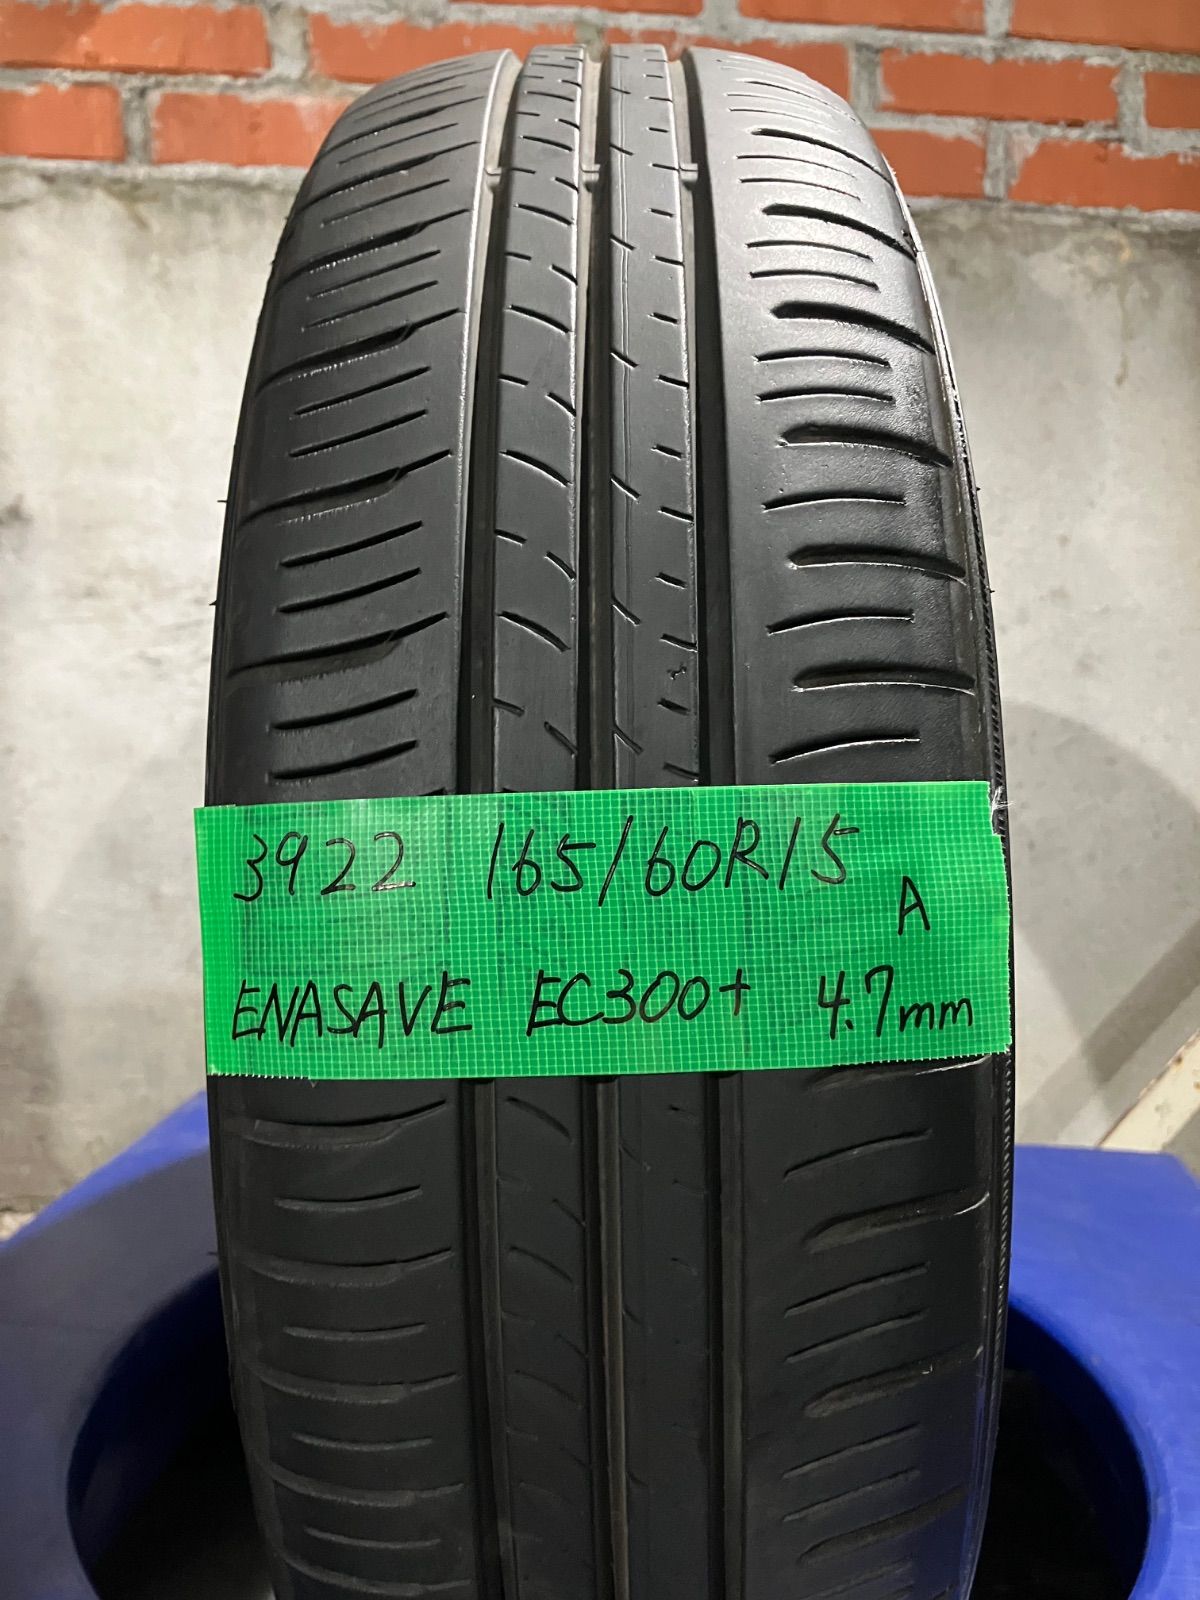 3922 165/60R15
A
ENASAVE EC300+ 4.7mm